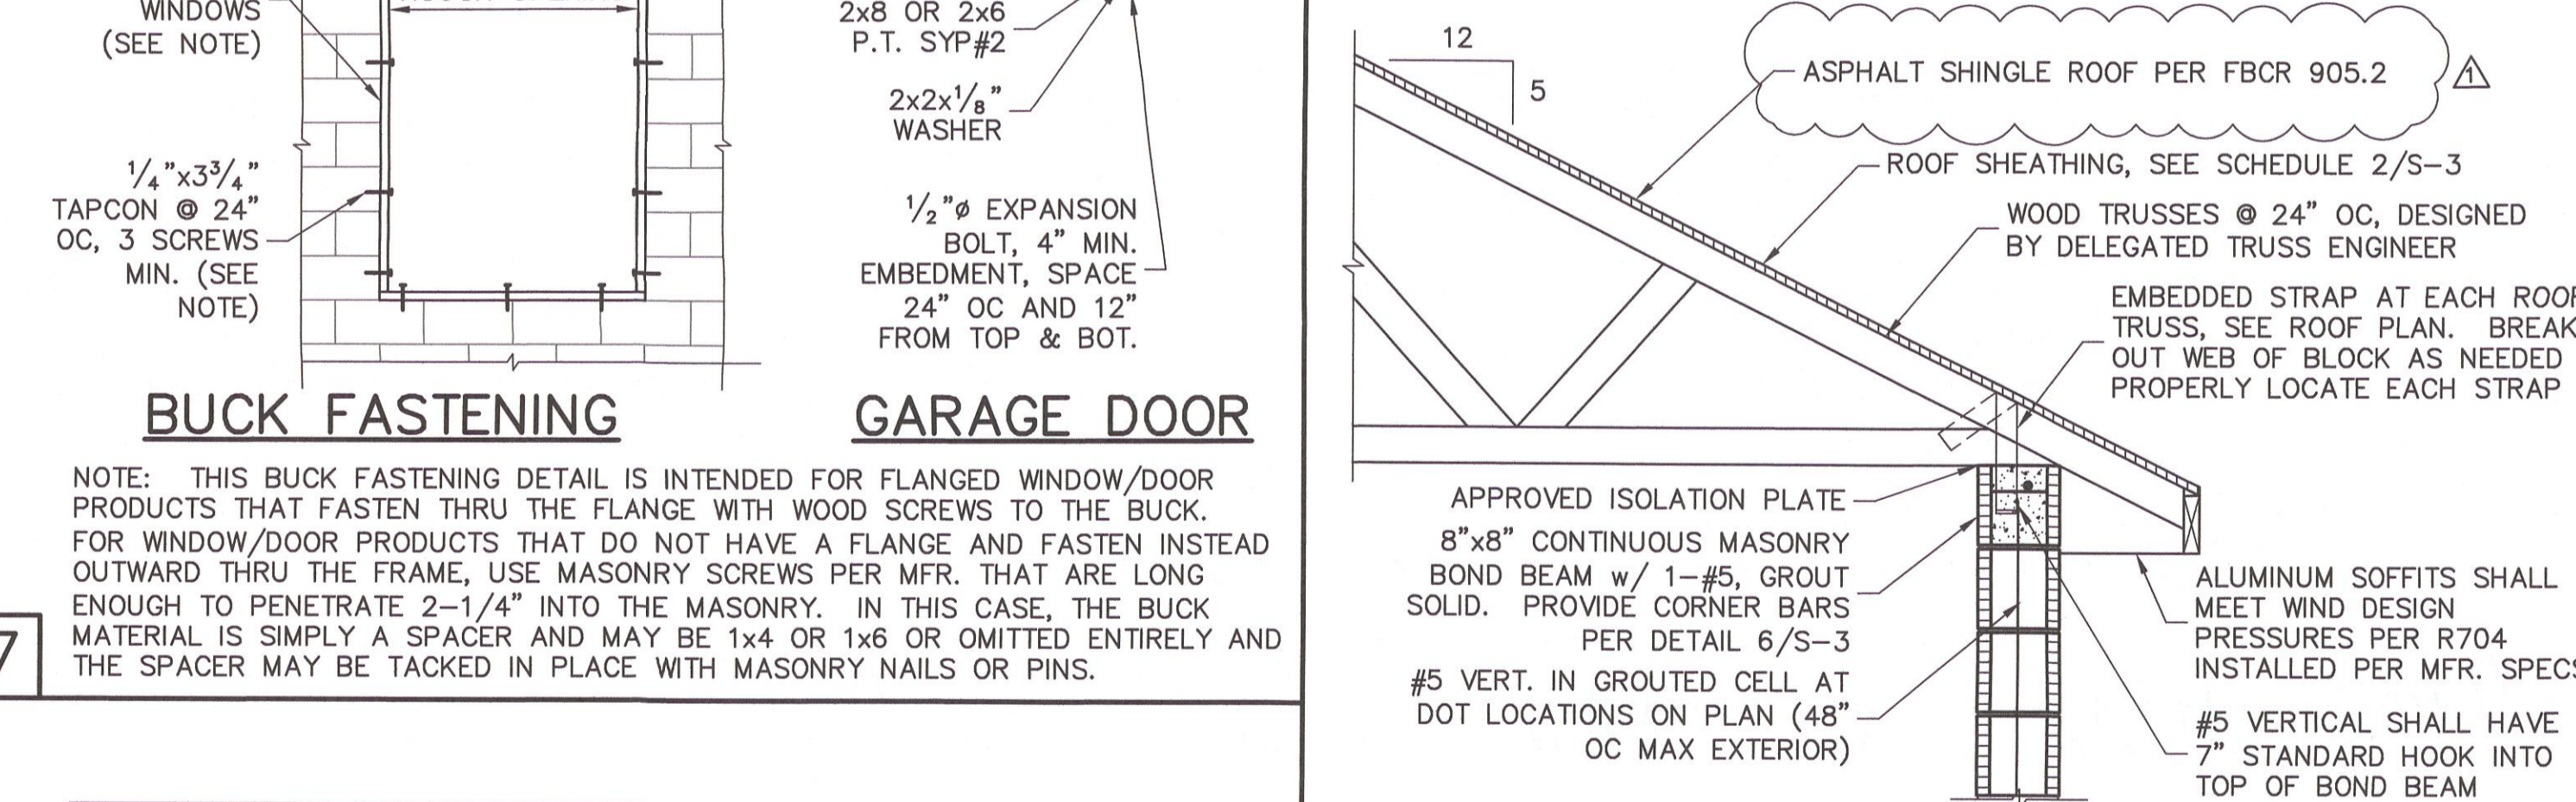 WINDOWS
(SEE NOTE)
1/4"x3 3/4"
TAPCON @ 24"
OC, 3 SCREWS
MIN. (SEE
NOTE)
BUCK FASTENING
2x8 OR 2x6
P.T. SYP#2
2x2x1/8"
WASHER
1/2"ø EXPANSION
BOLT, 4" MIN.
EMBEDMENT, SPACE
24" OC AND 12"
FROM TOP & BOT.
GARAGE DOOR
NOTE: THIS BUCK FASTENING DETAIL IS INTENDED FOR FLANGED WINDOW/DOOR
PRODUCTS THAT FASTEN THRU THE FLANGE WITH WOOD SCREWS TO THE BUCK.
FOR WINDOW/DOOR PRODUCTS THAT DO NOT HAVE A FLANGE AND FASTEN INSTEAD
OUTWARD THRU THE FRAME, USE MASONRY SCREWS PER MFR. THAT ARE LONG
ENOUGH TO PENETRATE 2-1/4" INTO THE MASONRY. IN THIS CASE, THE BUCK
MATERIAL IS SIMPLY A SPACER AND MAY BE 1x4 OR 1x6 OR OMITTED ENTIRELY AND
THE SPACER MAY BE TACKED IN PLACE WITH MASONRY NAILS OR PINS.
7
12
5
ASPHALT SHINGLE ROOF PER FBCR 905.2
1
ROOF SHEATHING, SEE SCHEDULE 2/S-3
WOOD TRUSSES @ 24" OC, DESIGNED
BY DELEGATED TRUSS ENGINEER
EMBEDDED STRAP AT EACH ROOF
TRUSS, SEE ROOF PLAN. BREAK
OUT WEB OF BLOCK AS NEEDED
PROPERLY LOCATE EACH STRAP
APPROVED ISOLATION PLATE
8"x8" CONTINUOUS MASONRY
BOND BEAM w/ 1-#5, GROUT
SOLID. PROVIDE CORNER BARS
PER DETAIL 6/S-3
#5 VERT. IN GROUTED CELL AT
DOT LOCATIONS ON PLAN (48"
OC MAX EXTERIOR)
ALUMINUM SOFFITS SHALL
MEET WIND DESIGN
PRESSURES PER R704
INSTALLED PER MFR. SPECS
#5 VERTICAL SHALL HAVE
7" STANDARD HOOK INTO
TOP OF BOND BEAM